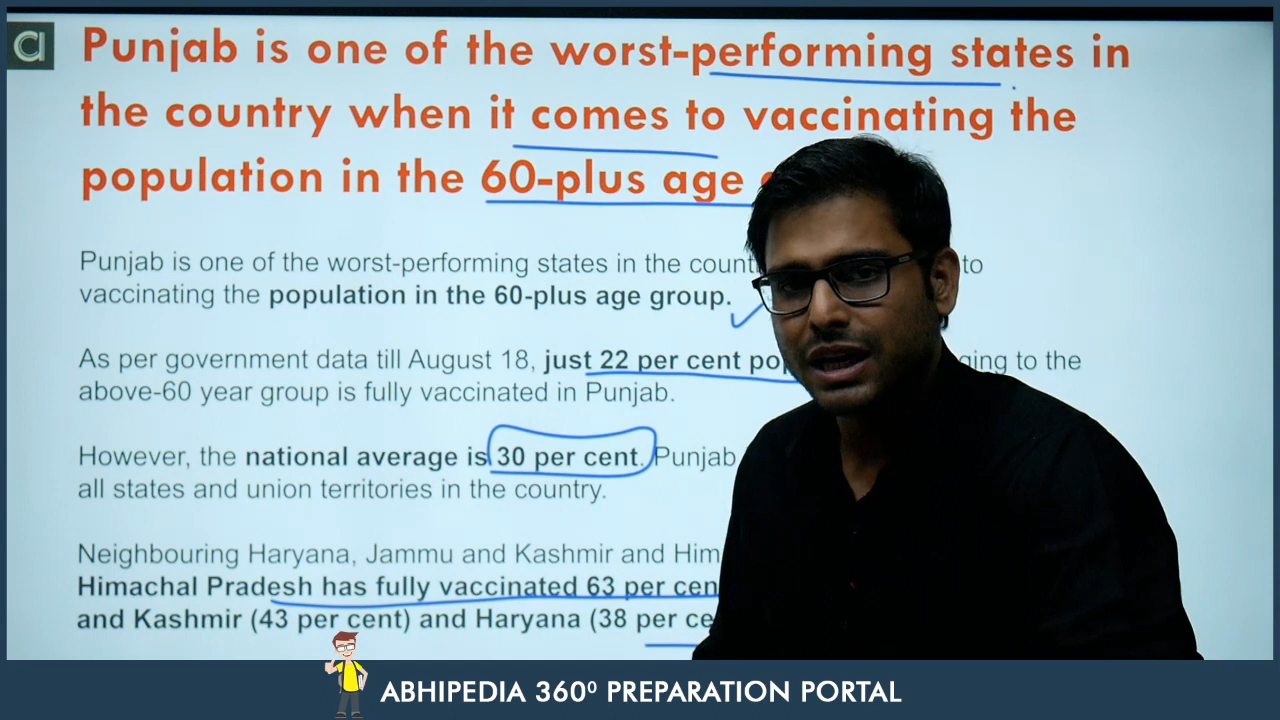 a
Punjab is one of the worst-performing states in
the country when it comes to vaccinating the
population in the 60-plus age
Punjab is one of the worst-performing states in the to
vaccinating the population in the 60-plus age group.
As per government data till August 18, just 22 per cent to the
above-60 year group is fully vaccinated in Punjab.
However, the national average is 30 per cent. Punjab
all states and union territories in the country.
Neighbouring Haryana, Jammu and Kashmir and
Himachal Pradesh has fully vaccinated 63 per
and Kashmir (43 per cent) and Haryana (38 per
ABHIPEDIA 360º PREPARATION PORTAL